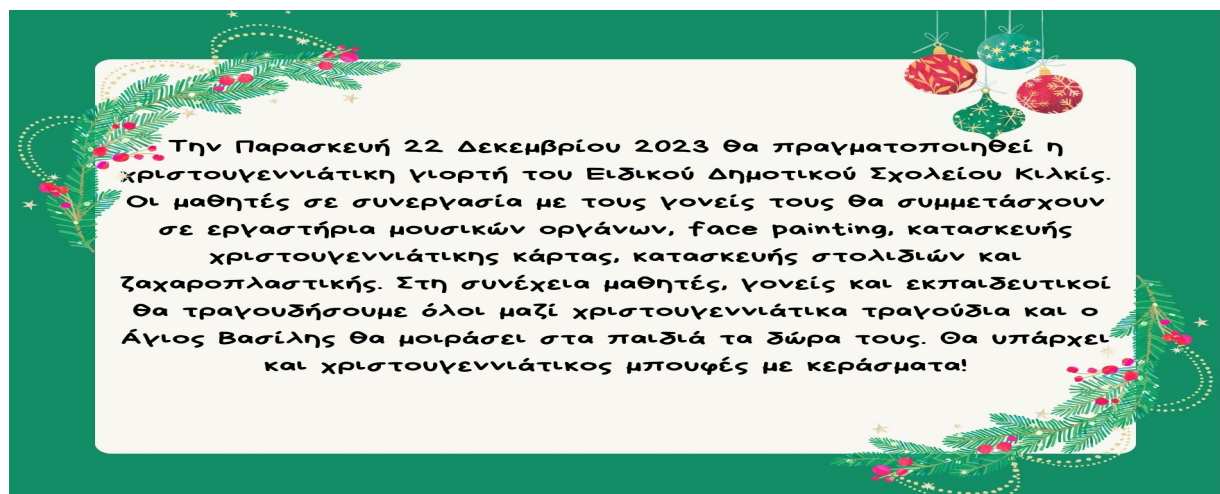 Την Παρασκευή 22 Δεκεμβρίου 2023 θα πραγματοποιηθεί η
χριστουγεννιάτικη γιορτή του Ειδικού Δημοτικού Σχολείου Κιλκίς.
Οι μαθητές σε συνεργασία με τους γονείς τους θα συμμετάσχουν
σε εργαστήρια μουσικών οργάνων, face painting, κατασκευής
χριστουγεννιάτικης κάρτας, κατασκευής στολιδιών και
ζαχαροπλαστικής. Στη συνέχεια μαθητές, γονείς και εκπαιδευτικοί
θα τραγουδήσουμε όλοι μαζί χριστουγεννιάτικα τραγούδια και ο
Άγιος Βασίλης θα μοιράσει στα παιδιά τα δώρα τους. Θα υπάρχει
και χριστουγεννιάτικος μπουφές με κεράσματα!